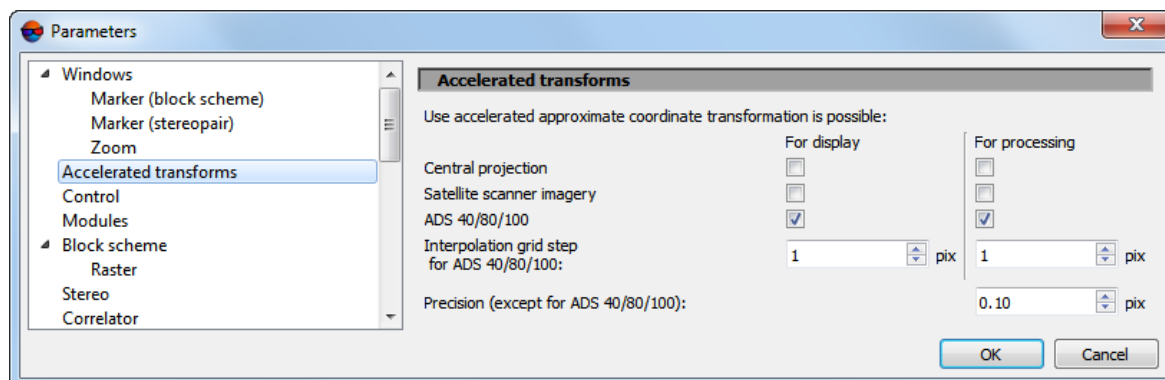 Parameters
Windows
Marker (block scheme)
Marker (stereopair)
Zoom
Accelerated transforms
Control
Modules
Block scheme
Raster
Stereo
Correlator
Accelerated transforms
Use accelerated approximate coordinate transformation is possible:
For display For processing
Central projection
Satellite scanner imagery
ADS 40/80/100
Interpolation grid step
for ADS 40/80/100: 1 pix 1 pix
Precision (except for ADS 40/80/100): 0.10 pix
OK Cancel